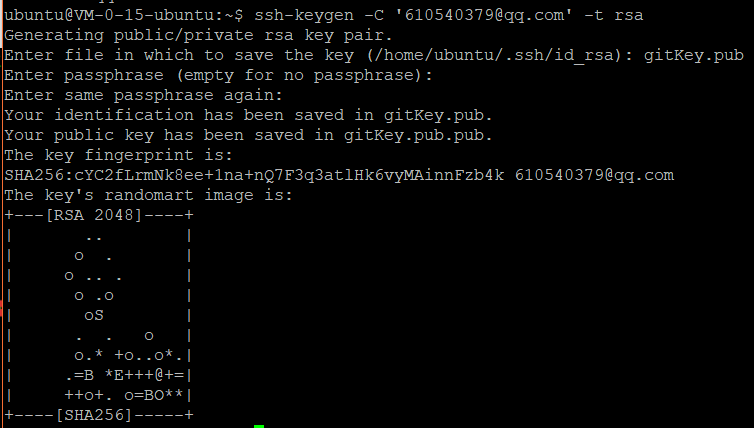 ubuntu@VM-0-15-ubuntu:~$ ssh-keygen -C '610540379@qq.com' -t rsa
Generating public/private rsa key pair.
Enter file in which to save the key (/home/ubuntu/.ssh/id_rsa): gitKey.pub
Enter passphrase (empty for no passphrase):
Enter same passphrase again:
Your identification has been saved in gitKey.pub.
Your public key has been saved in gitKey.pub.pub.
The key fingerprint is:
SHA256:cYC2fLrmNk8ee+1na+nQ7F3q3atlHk6vyMAinnFzb4k 610540379@qq.com
The key's randomart image is:
+---[RSA 2048]----+
|       ..        |
|      o  .       |
|     o .. .      |
|      o .o       |
|       oS        |
|      .  .   o   |
|      o.* +o..o*.|
|     .=B *E+++@+=|
|     ++o+. o=BO**|
+----[SHA256]-----+